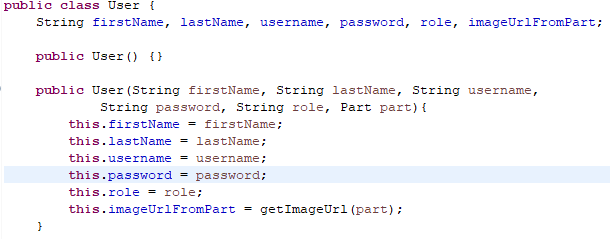 public class User {
    String firstName, lastName, username, password, role, imageUrlFromPart;

    public User() {}

    public User(String firstName, String lastName, String username,
            String password, String role, Part part){
        this.firstName = firstName;
        this.lastName = lastName;
        this.username = username;
        this.password = password;
        this.role = role;
        this.imageUrlFromPart = getImageUrl(part);
    }